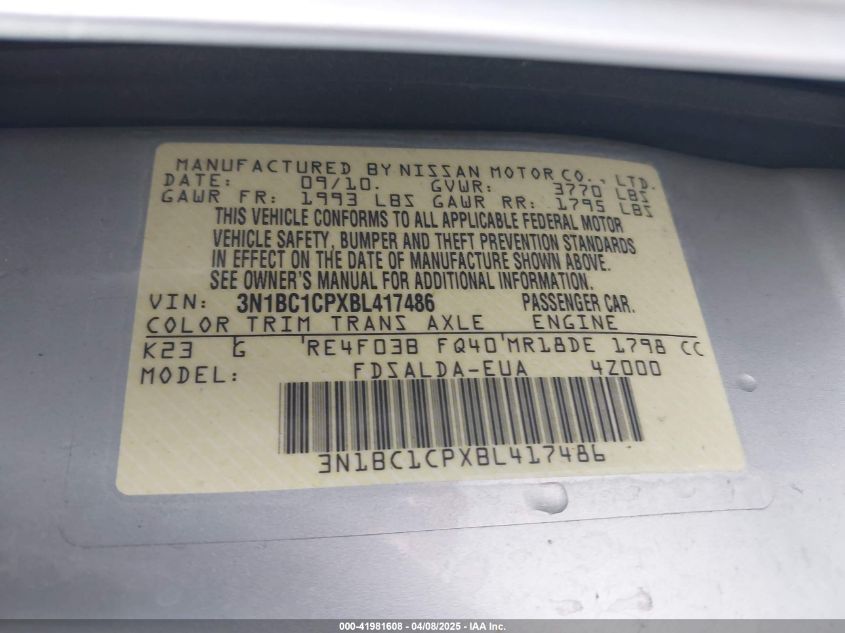 MANUFACTURED BY NISSAN MOTOR CO., LTD.
DATE: 09/10. GVWR: 3770 LBS
GAWR FR: 1993 LBS GAWR RR: 1795 LBS
THIS VEHICLE CONFORMS TO ALL APPLICABLE FEDERAL MOTOR
VEHICLE SAFETY, BUMPER AND THEFT PREVENTION STANDARDS
IN EFFECT ON THE DATE OF MANUFACTURE SHOWN ABOVE.
SEE OWNER'S MANUAL FOR ADDITIONAL INFORMATION.
VIN: 3N1BC1CPXBL417486 PASSENGER CAR.
COLOR TRIM TRANS AXLE ENGINE
K23 G RE4F03B FQ40 MR18DE 1798 CC
MODEL: FDSALDA-EUA 4Z000
3N1BC1CPXBL417486
000-41981608 - 04/08/2025 - IAA Inc.